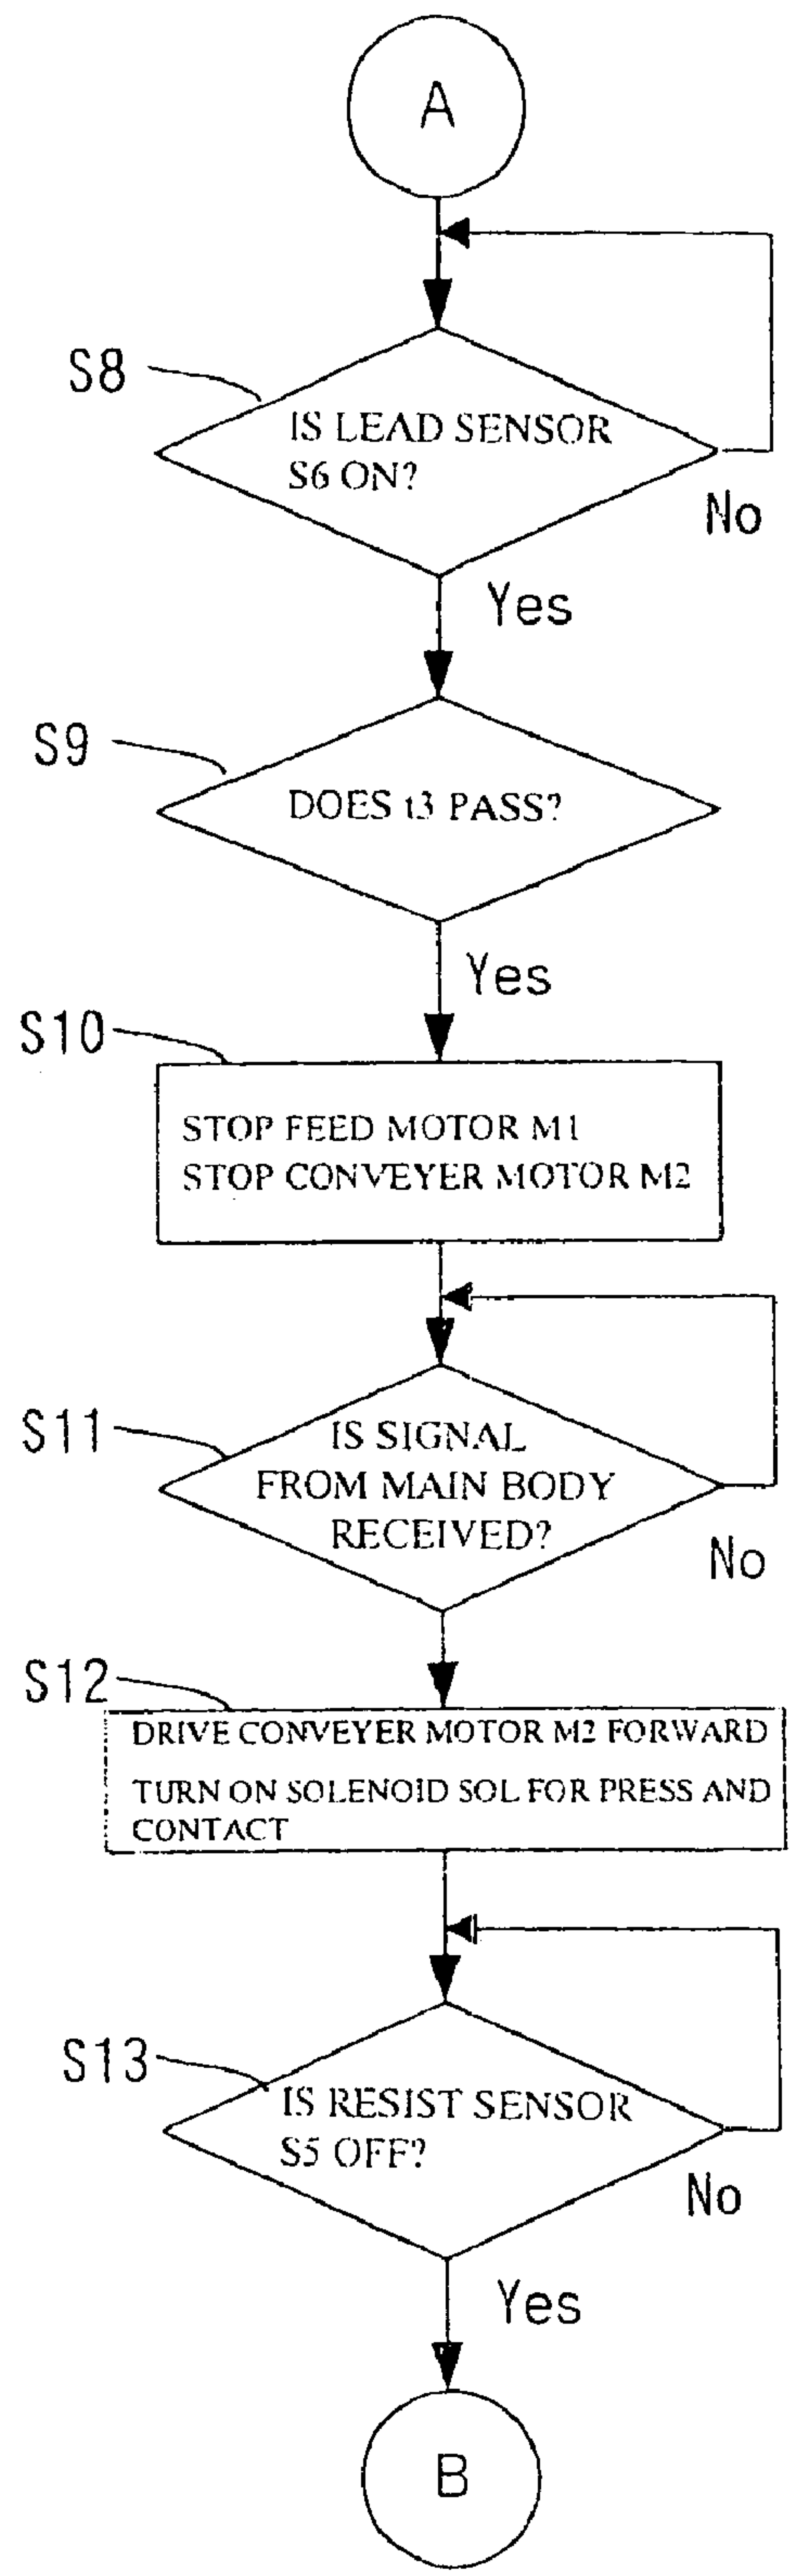 A
S8
IS LEAD SENSOR
S6 ON?
No
Yes
S9
DOES t3 PASS?
Yes
S10
STOP FEED MOTOR M1
STOP CONVEYER MOTOR M2
S11
IS SIGNAL
FROM MAIN BODY
RECEIVED?
No
S12
DRIVE CONVEYER MOTOR M2 FORWARD
TURN ON SOLENOID SOL FOR PRESS AND
CONTACT
S13
IS RESIST SENSOR
S5 OFF?
No
Yes
B